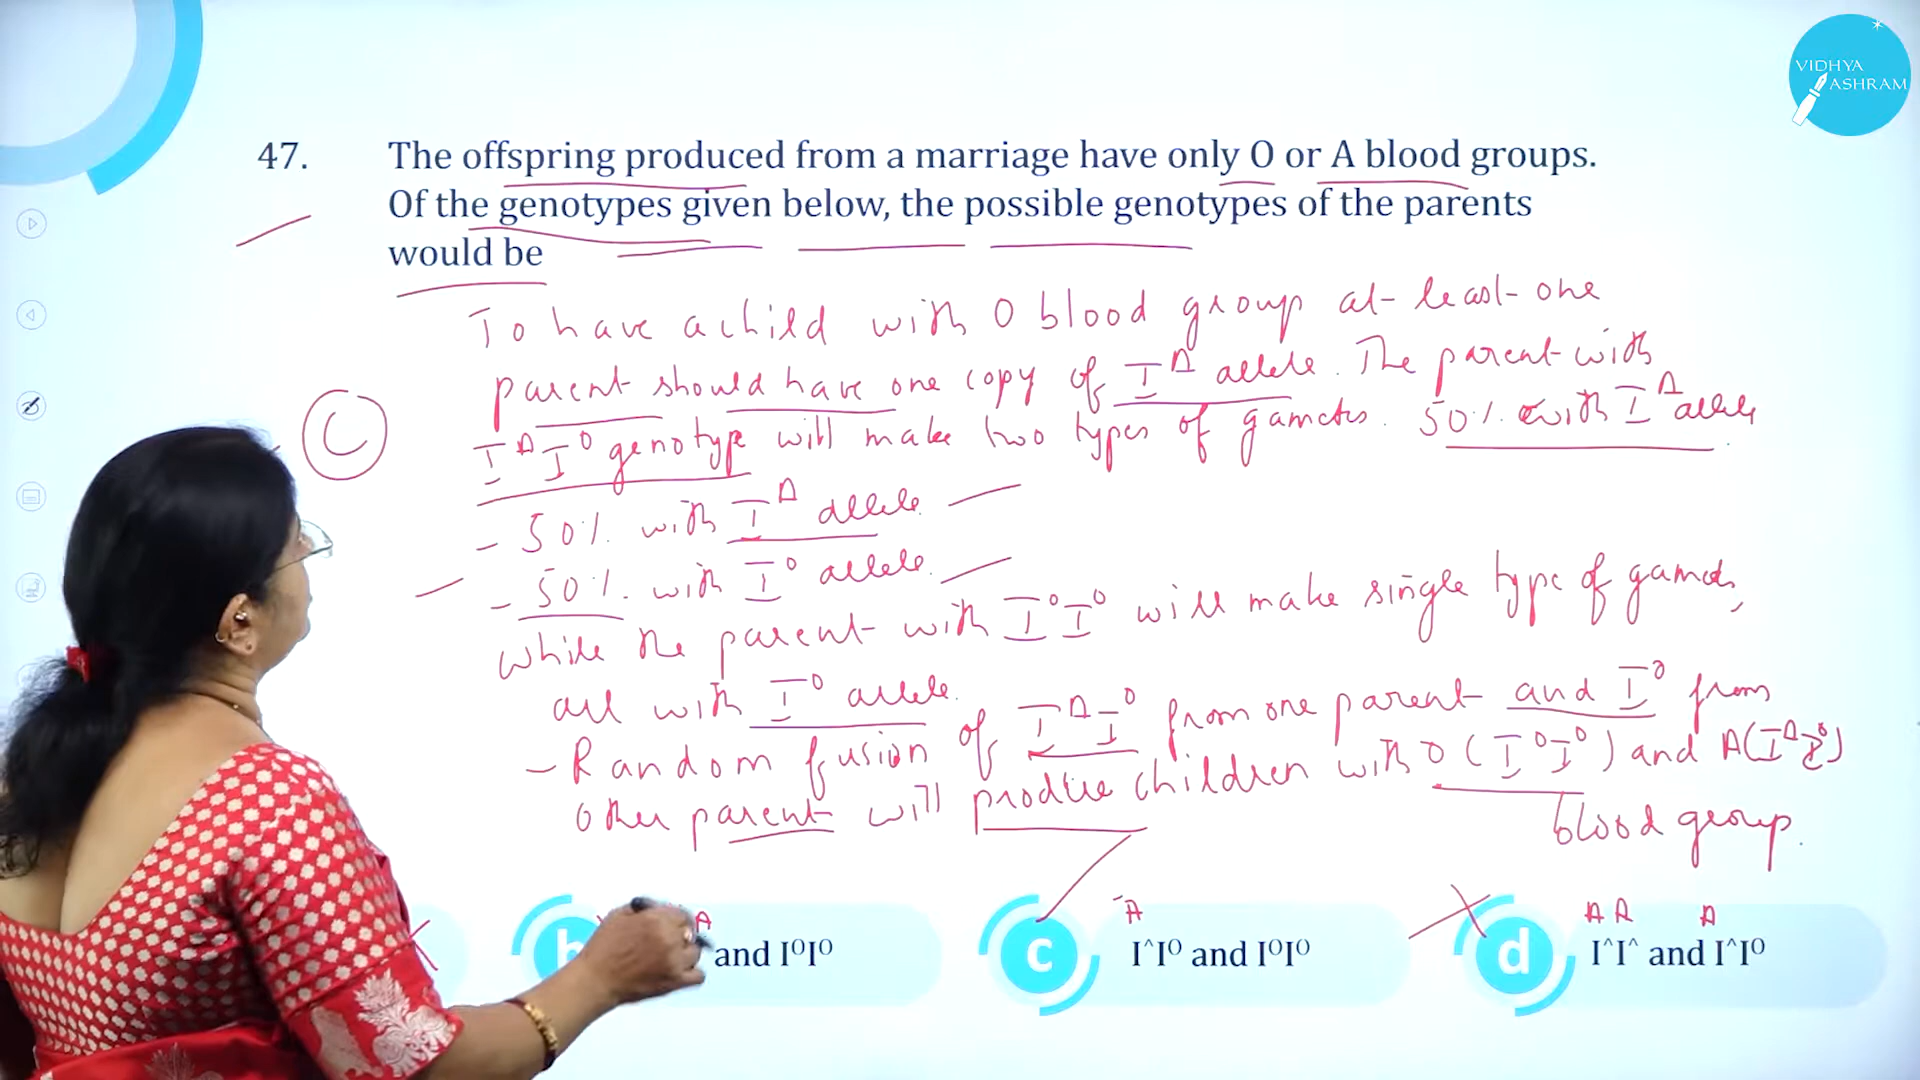 VIDHYA
ASHRAM
47. The offspring produced from a marriage have only O or A blood groups.
Of the genotypes given below, the possible genotypes of the parents
would be
To have a child with O blood group at-least-one
parent should have one copy of I^A allele. The parent with
I^A I^O genotype will make two types of gametes. 50% with I^A allele
C
- 50% with I^A allele
- 50% with I^O allele.
while the parent with I^O I^O will make single type of gametes,
all with I^O allele.
- Random fusion of I^A I^O from one parent and I^O from
other parent will produce children with O (I^O I^O) and A(I^A I^O)
blood group.
A A A R A
b and I^O I^O c I^I^O and I^O I^O d I^I^ and I^I^O